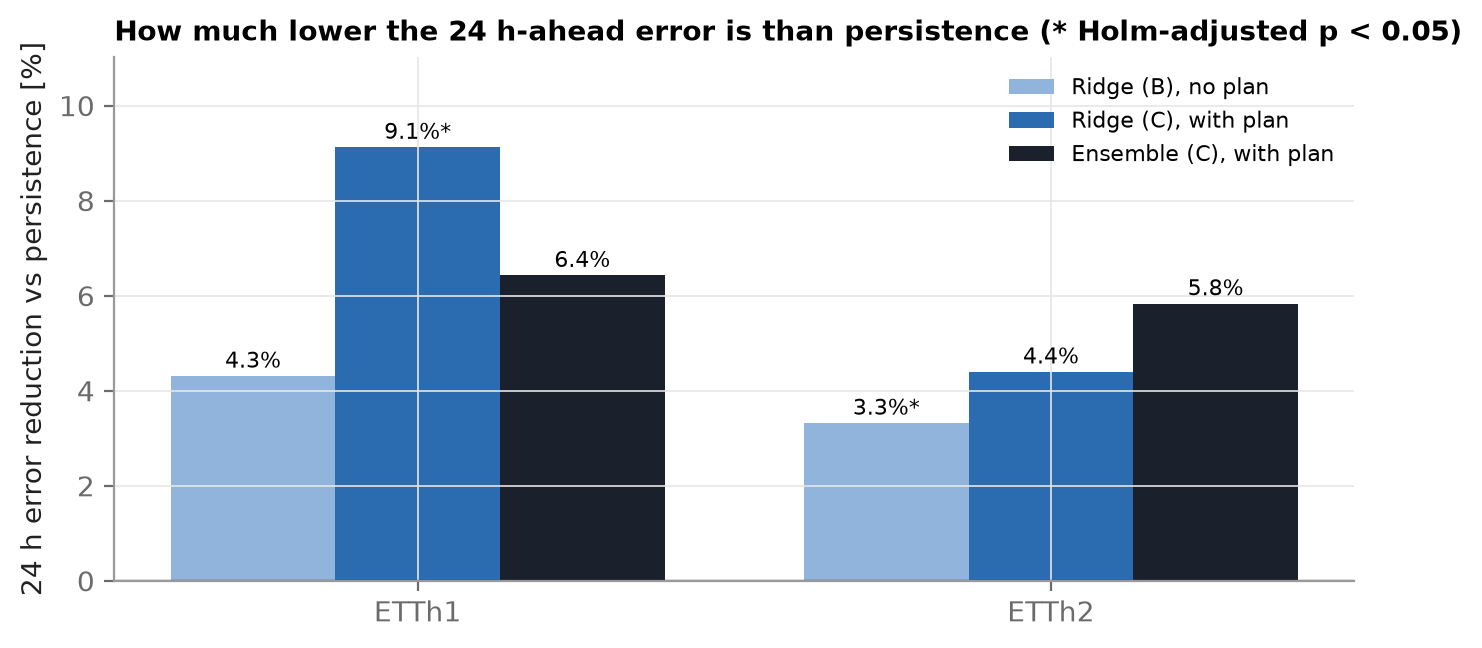 How much lower the 24 h-ahead error is than persistence (* Holm-adjusted p < 0.05)
24 h error reduction vs persistence [%]
10
8
6
4
2
0
Ridge (B), no plan
Ridge (C), with plan
Ensemble (C), with plan
4.3%
9.1%*
6.4%
3.3%*
4.4%
5.8%
ETTh1
ETTh2